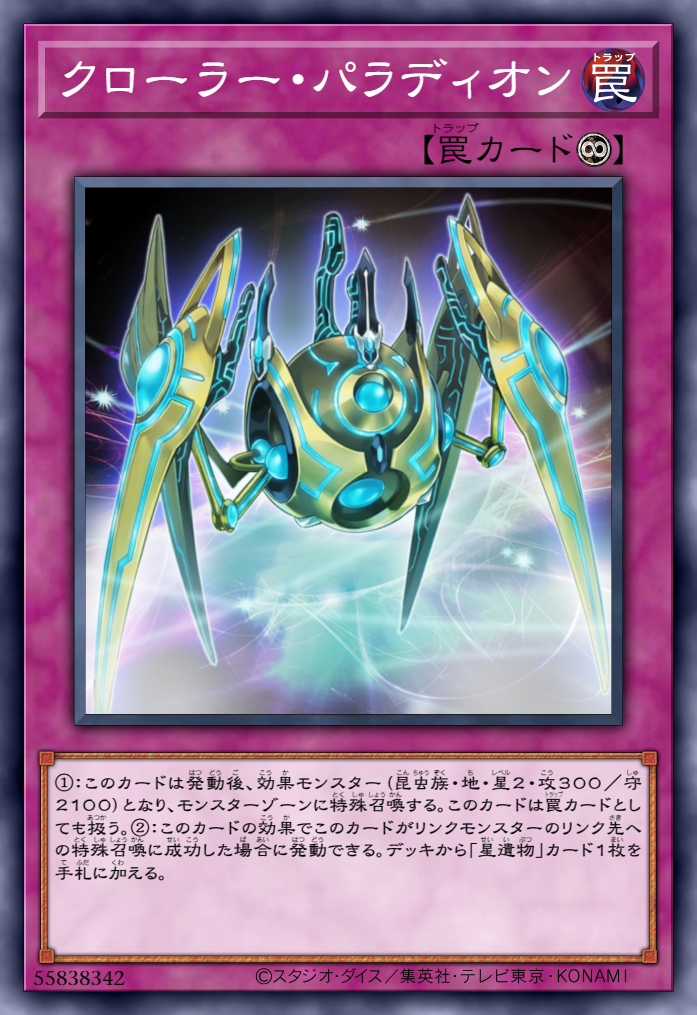 クローラー・パラディオン
トラップ
罠
【罠カード】
トラップ
①:このカードは発動後、効果モンスター(昆虫族・地・星2・攻300/守
2100)となり、モンスターゾーンに特殊召喚する。このカードは罠カードとし
ても扱う。②:このカードの効果でこのカードがリンクモンスターのリンク先へ
の特殊召喚に成功した場合に発動できる。デッキから「星遺物」カード1枚を
手札に加える。
55838342
©スタジオ・ダイス/集英社・テレビ東京・KONAMI